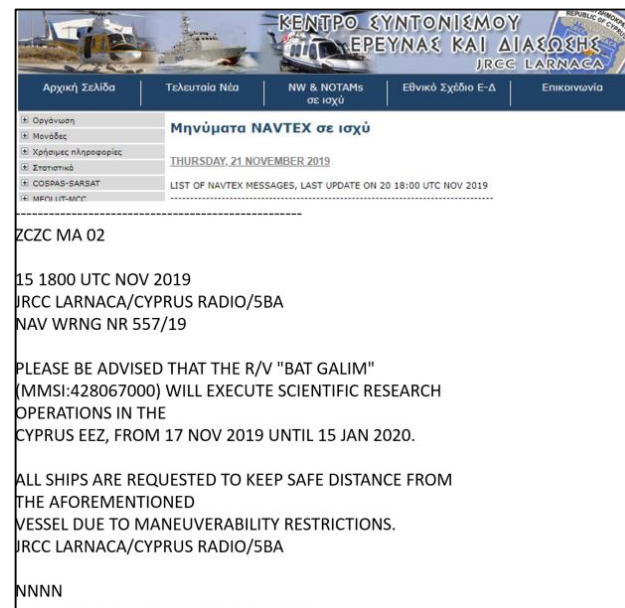 ΚΕΝΤΡΟ ΣΥΝΤΟΝΙΣΜΟΥ
ΕΡΕΥΝΑΣ ΚΑΙ ΔΙΑΣΩΣΗΣ
JRCC LARNACA
Αρχική Σελίδα
Τελευταία Νέα
NW & NOTAMs
σε ισχύ
Εθνικό Σχέδιο Ε-Δ
Επικοινωνία
Οργάνωση
Μονάδες
Χρήσιμες πληροφορίες
Στατιστικά
COSPAS-SARSAT
MEOLUT-MCC
Μηνύματα NAVTEX σε ισχύ
THURSDAY, 21 NOVEMBER 2019
LIST OF NAVTEX MESSAGES, LAST UPDATE ON 20 18:00 UTC NOV 2019
ZCZC MA 02
15 1800 UTC NOV 2019
JRCC LARNACA/CYPRUS RADIO/5BA
NAV WRNG NR 557/19
PLEASE BE ADVISED THAT THE R/V "BAT GALIM"
(MMSI:428067000) WILL EXECUTE SCIENTIFIC RESEARCH
OPERATIONS IN THE
CYPRUS EEZ, FROM 17 NOV 2019 UNTIL 15 JAN 2020.
ALL SHIPS ARE REQUESTED TO KEEP SAFE DISTANCE FROM
THE AFOREMENTIONED
VESSEL DUE TO MANEUVERABILITY RESTRICTIONS.
JRCC LARNACA/CYPRUS RADIO/5BA
NNNN